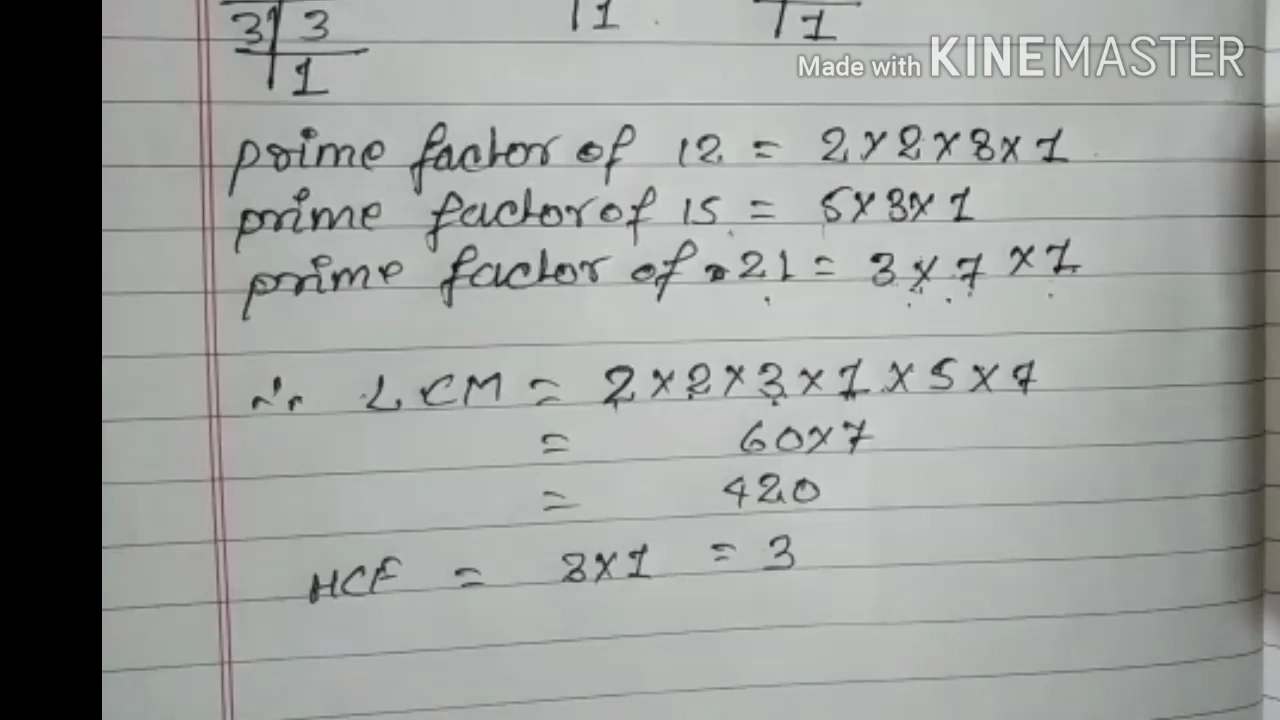 3 3
1
1
1
Made with KINEMASTER
prime factor of 12 = 2 × 2 × 3 × 1
prime factor of 15 = 5 × 3 × 1
prime factor of 21 = 3 × 7 × 1
∴ LCM = 2 × 2 × 3 × 1 × 5 × 7
= 60 × 7
= 420
HCF = 3 × 1 = 3